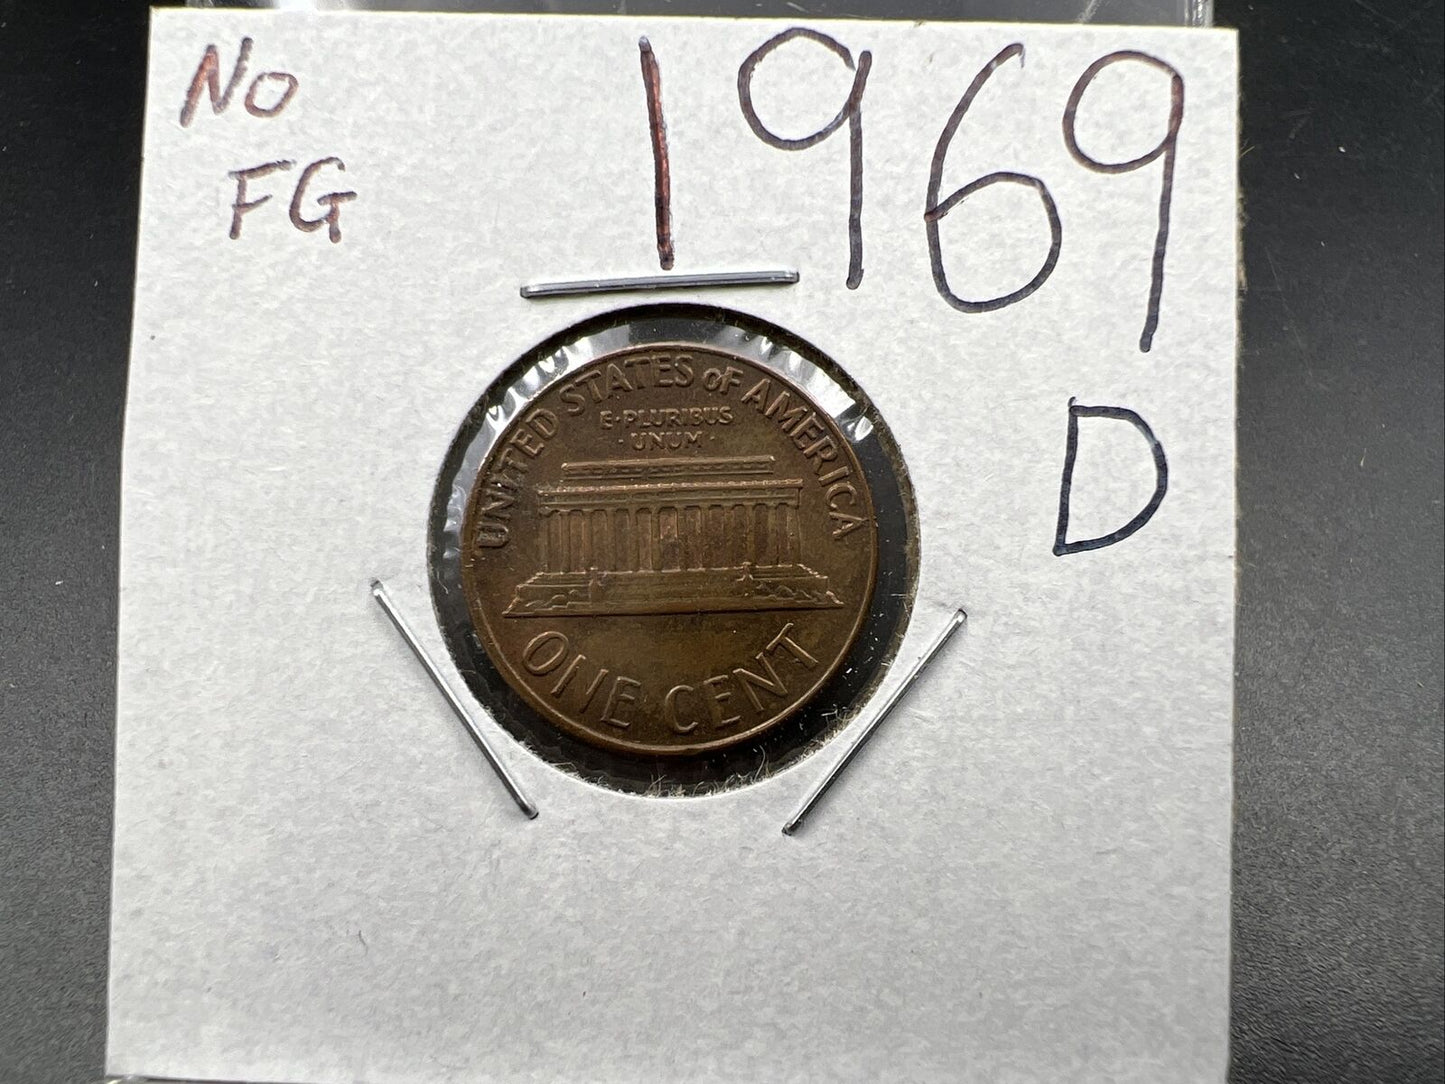 No
FG
1969
D
UNITED STATES oF AMERICA
E·PLURIBUS
·UNUM·
ONE CENT